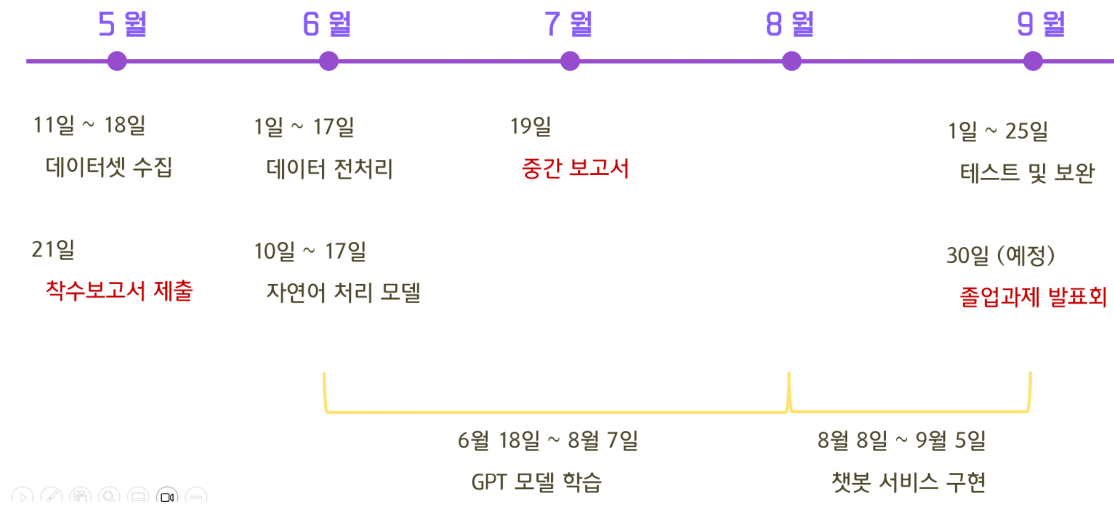 5월
6월
7월
8월
9월
11일 ~ 18일
데이터셋 수집
21일
착수보고서 제출
1일 ~ 17일
데이터 전처리
10일 ~ 17일
자연어 처리 모델
19일
중간 보고서
1일 ~ 25일
테스트 및 보완
30일 (예정)
졸업과제 발표회
6월 18일 ~ 8월 7일
GPT 모델 학습
8월 8일 ~ 9월 5일
챗봇 서비스 구현